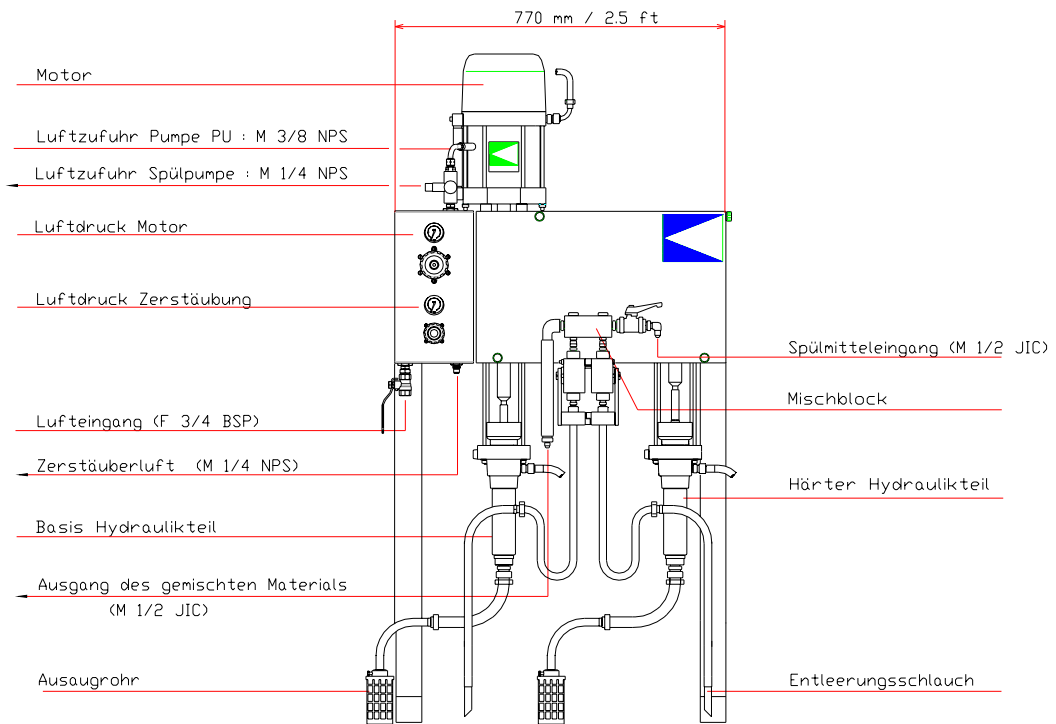 770 mm / 2.5 ft
Motor
Luftzufuhr Pumpe PU : M 3/8 NPS
Luftzufuhr Spülpumpe : M 1/4 NPS
Luftdruck Motor
Luftdruck Zerstäubung
Spülmitteleingang (M 1/2 JIC)
Mischblock
Lufteingang (F 3/4 BSP)
Zerstäuberluft (M 1/4 NPS)
Härter Hydraulikteil
Basis Hydraulikteil
Ausgang des gemischten Materials
(M 1/2 JIC)
Ausaugrohr
Entleerungsschlauch